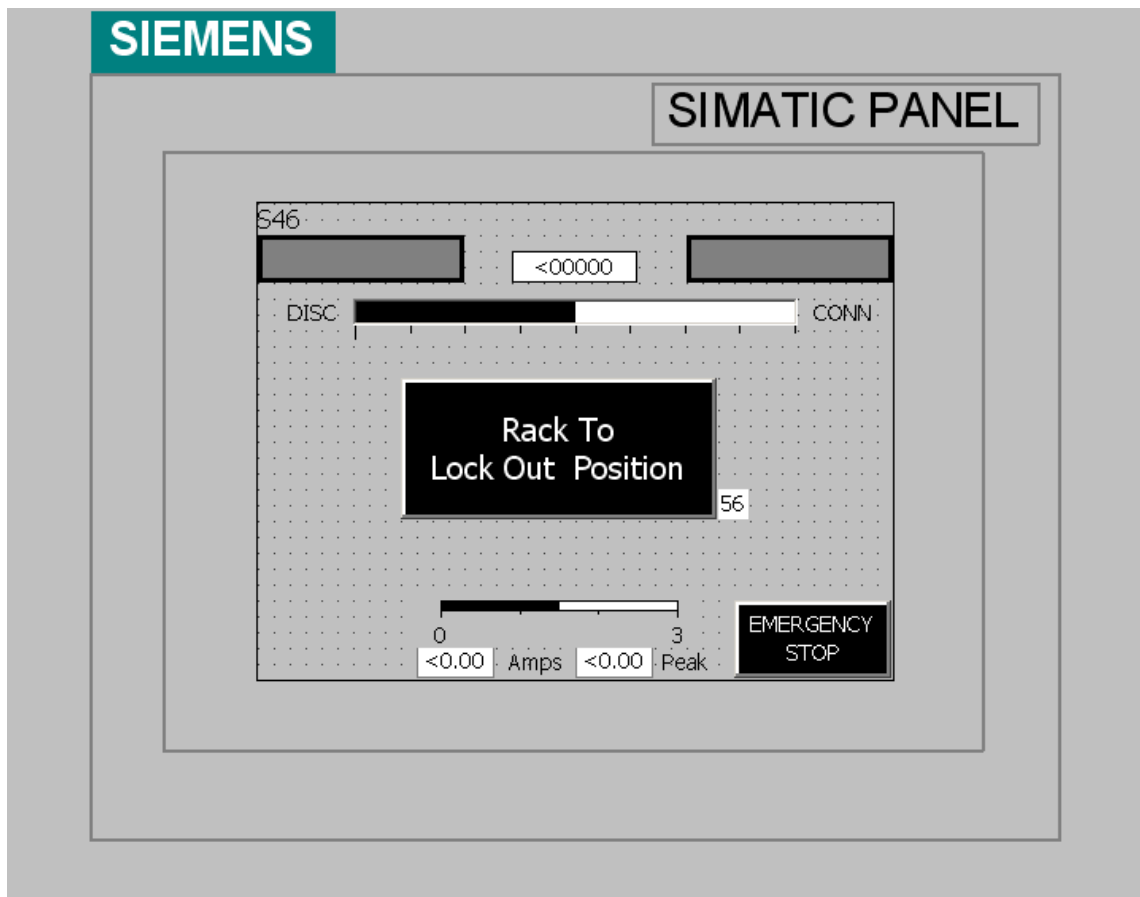 SIEMENS
SIMATIC PANEL
S46
<00000
DISC
CONN
Rack To
Lock Out Position
56
0
3
<0.00 Amps <0.00 Peak
EMERGENCY
STOP